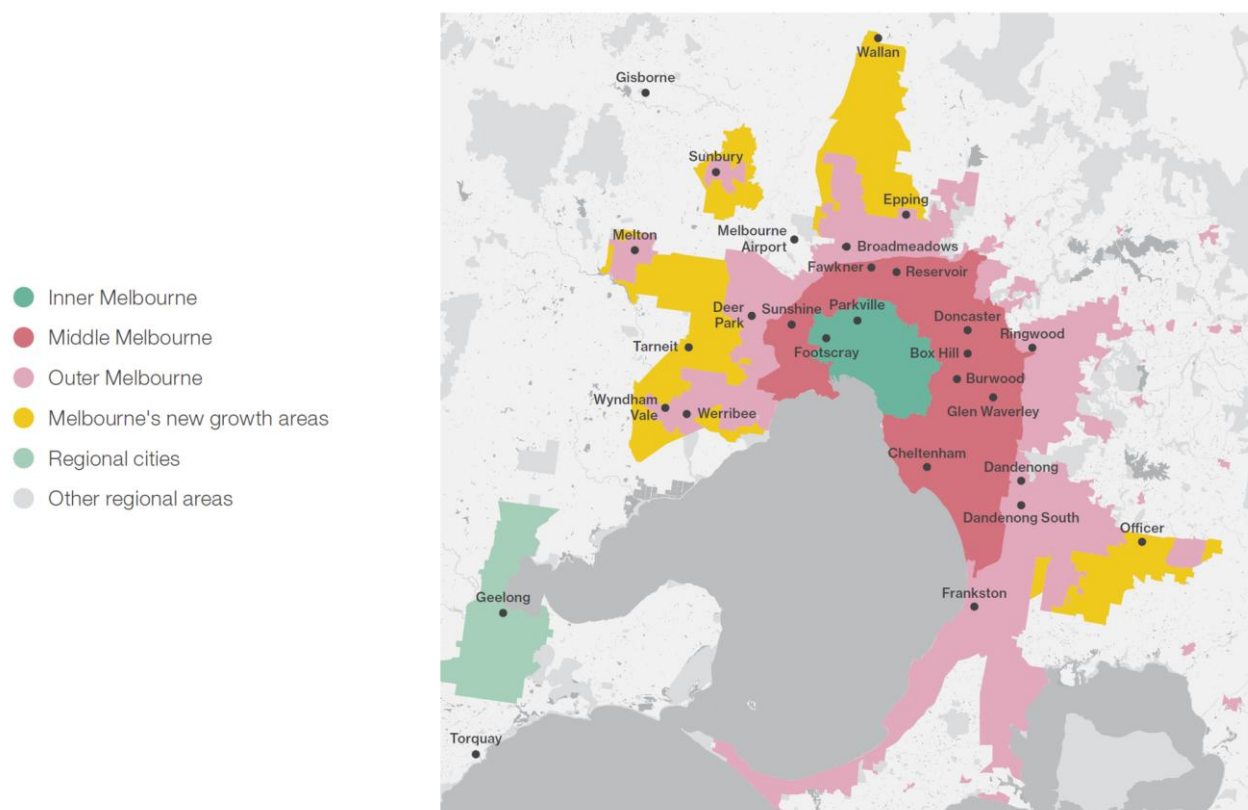 Inner Melbourne
Middle Melbourne
Outer Melbourne
Melbourne's new growth areas
Regional cities
Other regional areas
Wallan
Gisborne
Sunbury
Epping
Melbourne
Airport
Melton
Broadmeadows
Fawkner
Reservoir
Deer
Park
Sunshine
Parkville
Doncaster
Ringwood
Tarneit
Footscray
Box Hill
Burwood
Wyndham
Vale
Werribee
Glen Waverley
Cheltenham
Dandenong
Dandenong South
Officer
Geelong
Frankston
Torquay